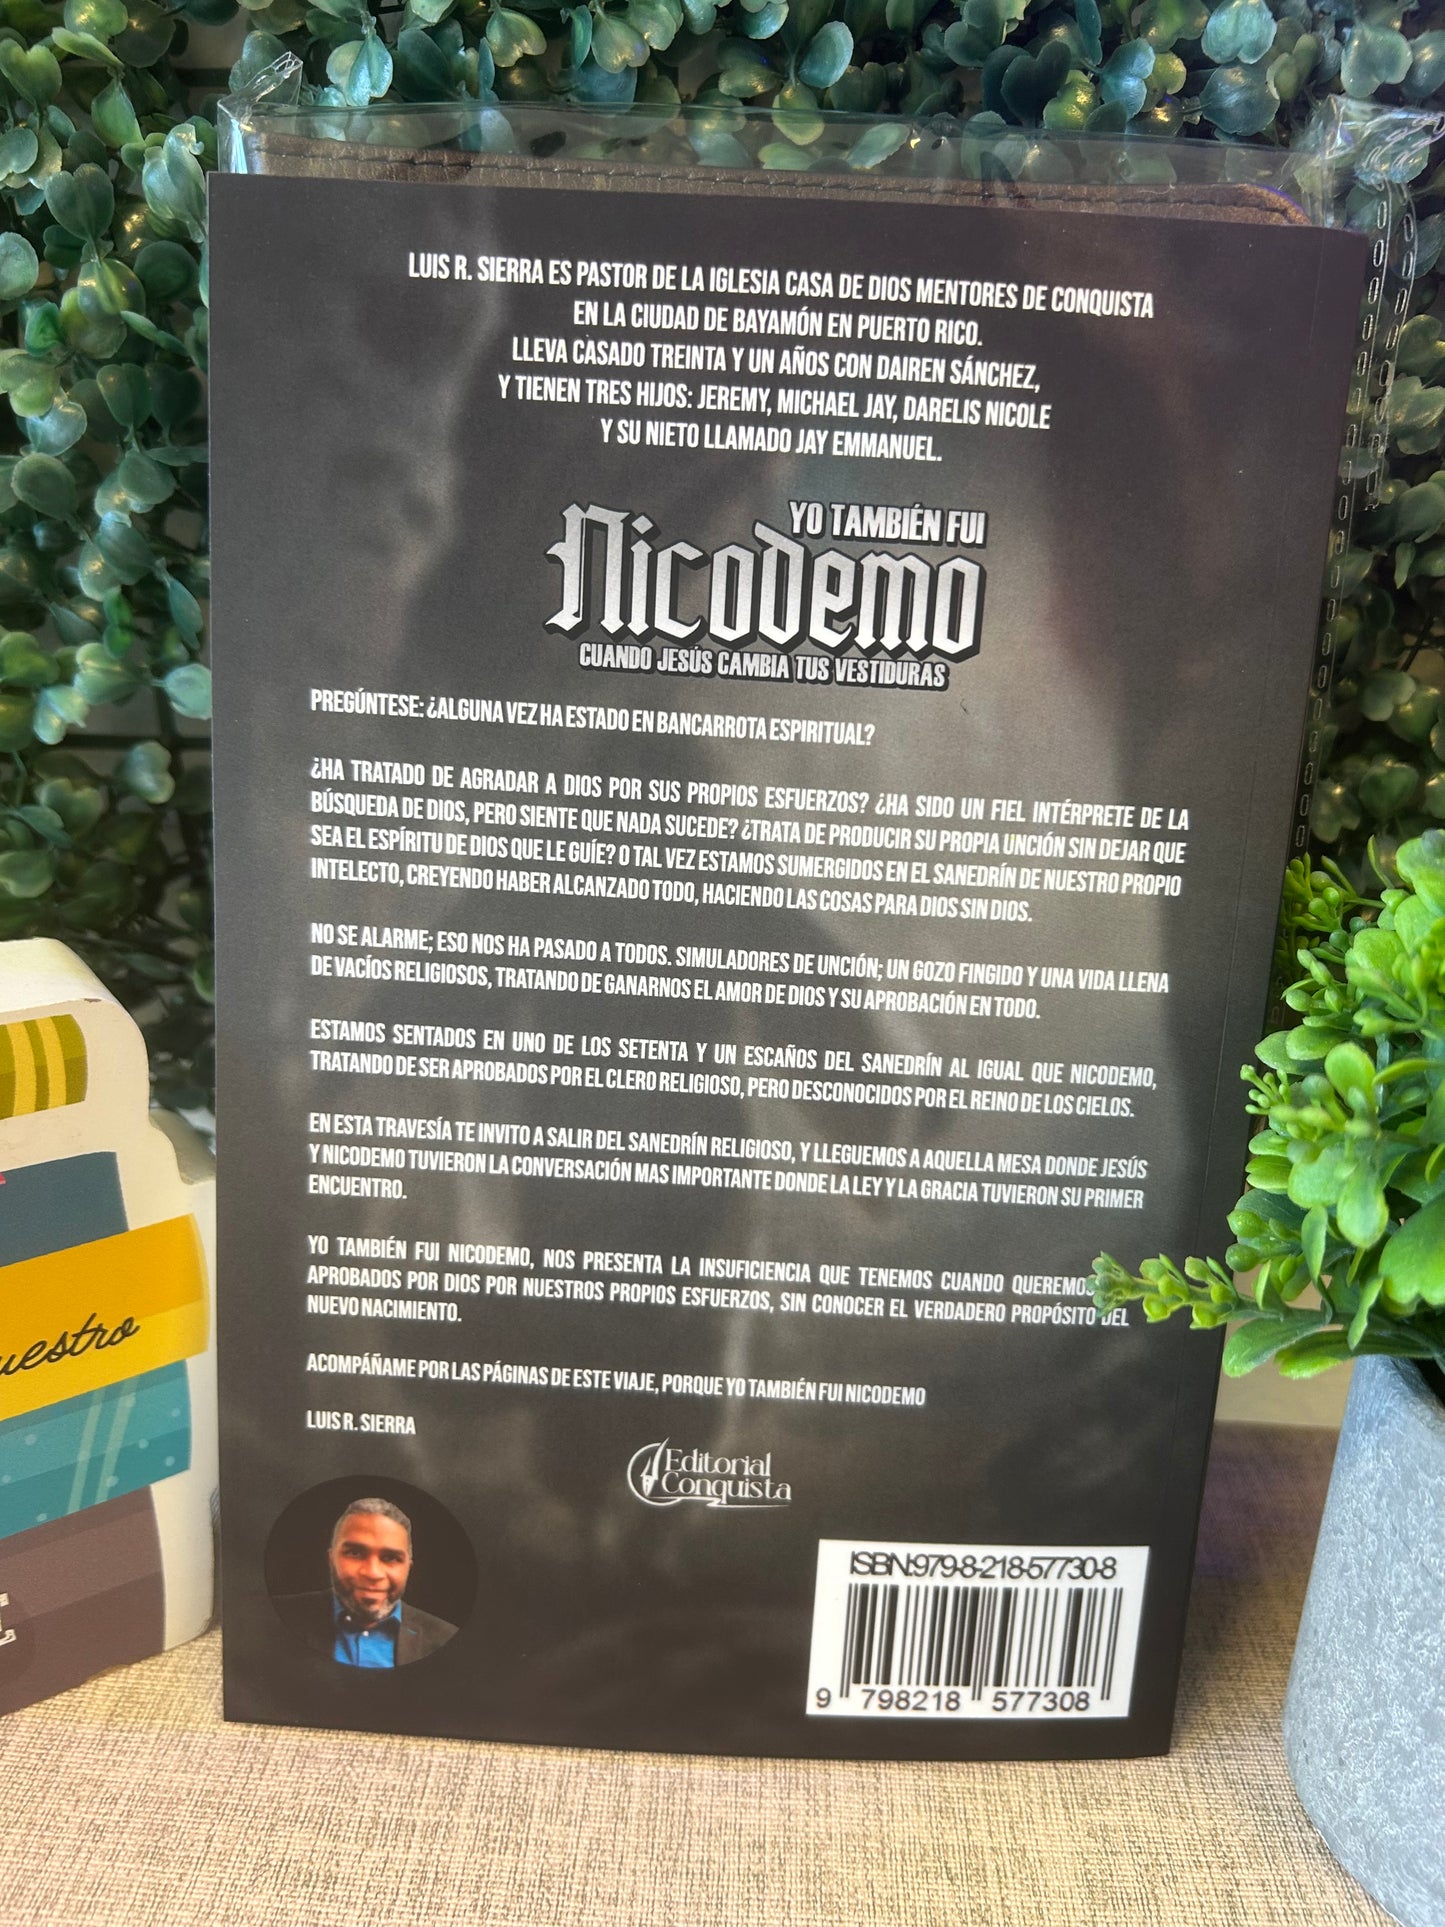 LUIS R. SIERRA ES PASTOR DE LA IGLESIA CASA DE DIOS MENTORES DE CONQUISTA
EN LA CIUDAD DE BAYAMÓN EN PUERTO RICO.
LLEVA CASADO TREINTA Y UN AÑOS CON DAIREN SÁNCHEZ,
Y TIENEN TRES HIJOS: JEREMY, MICHAEL JAY, DARELIS NICOLE
Y SU NIETO LLAMADO JAY EMMANUEL.
YO TAMBIÉN FUI
Nicodemo
CUANDO JESÚS CAMBIA TUS VESTIDURAS
PREGÚNTESE: ¿ALGUNA VEZ HA ESTADO EN BANCARROTA ESPIRITUAL?
¿HA TRATADO DE AGRADAR A DIOS POR SUS PROPIOS ESFUERZOS? ¿HA SIDO UN FIEL INTÉRPRETE DE LA
BÚSQUEDA DE DIOS, PERO SIENTE QUE NADA SUCEDE? ¿TRATA DE PRODUCIR SU PROPIA UNCIÓN SIN DEJAR QUE
SEA EL ESPÍRITU DE DIOS QUE LE GUÍE? O TAL VEZ ESTAMOS SUMERGIDOS EN EL SANEDRÍN DE NUESTRO PROPIO
INTELECTO, CREYENDO HABER ALCANZADO TODO, HACIENDO LAS COSAS PARA DIOS SIN DIOS.
NO SE ALARME; ESO NOS HA PASADO A TODOS. SIMULADORES DE UNCIÓN; UN GOZO FINGIDO Y UNA VIDA LLENA
DE VACÍOS RELIGIOSOS, TRATANDO DE GANARNOS EL AMOR DE DIOS Y SU APROBACIÓN EN TODO.
ESTAMOS SENTADOS EN UNO DE LOS SETENTA Y UN ESCAÑOS DEL SANEDRÍN AL IGUAL QUE NICODEMO,
TRATANDO DE SER APROBADOS POR EL CLERO RELIGIOSO, PERO DESCONOCIDOS POR EL REINO DE LOS CIELOS.
EN ESTA TRAVESÍA TE INVITO A SALIR DEL SANEDRÍN RELIGIOSO, Y LLEGUEMOS A AQUELLA MESA DONDE JESÚS
Y NICODEMO TUVIERON LA CONVERSACIÓN MAS IMPORTANTE DONDE LA LEY Y LA GRACIA TUVIERON SU PRIMER
ENCUENTRO.
YO TAMBIÉN FUI NICODEMO, NOS PRESENTA LA INSUFICIENCIA QUE TENEMOS CUANDO QUEREMOS
APROBADOS POR DIOS POR NUESTROS PROPIOS ESFUERZOS, SIN CONOCER EL VERDADERO PROPÓSITO DEL
NUEVO NACIMIENTO.
ACOMPÁÑAME POR LAS PÁGINAS DE ESTE VIAJE, PORQUE YO TAMBIÉN FUI NICODEMO
LUIS R. SIERRA
Editorial
Conquista
ISBN:979-8-218-57730-8
9 798218 577308